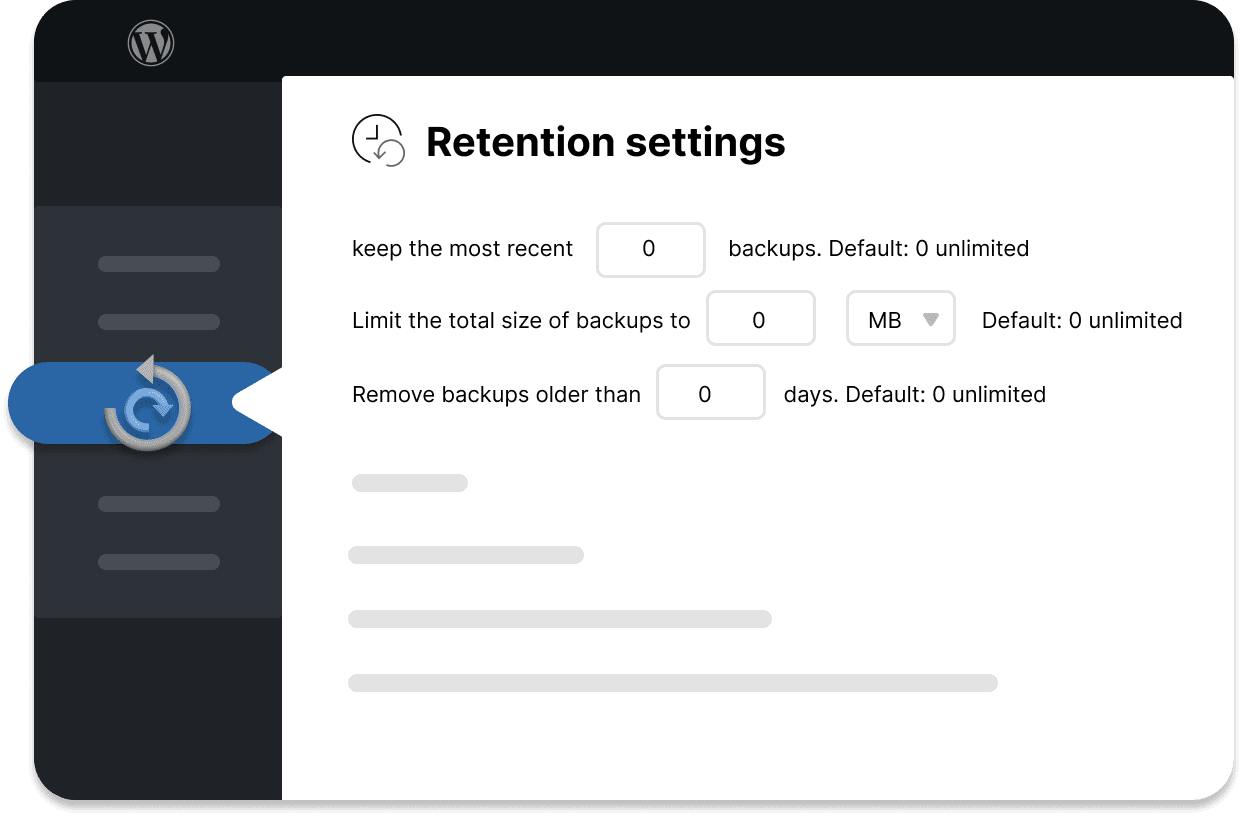 Retention settings
keep the most recent 0 backups. Default: 0 unlimited
Limit the total size of backups to 0 MB Default: 0 unlimited
Remove backups older than 0 days. Default: 0 unlimited